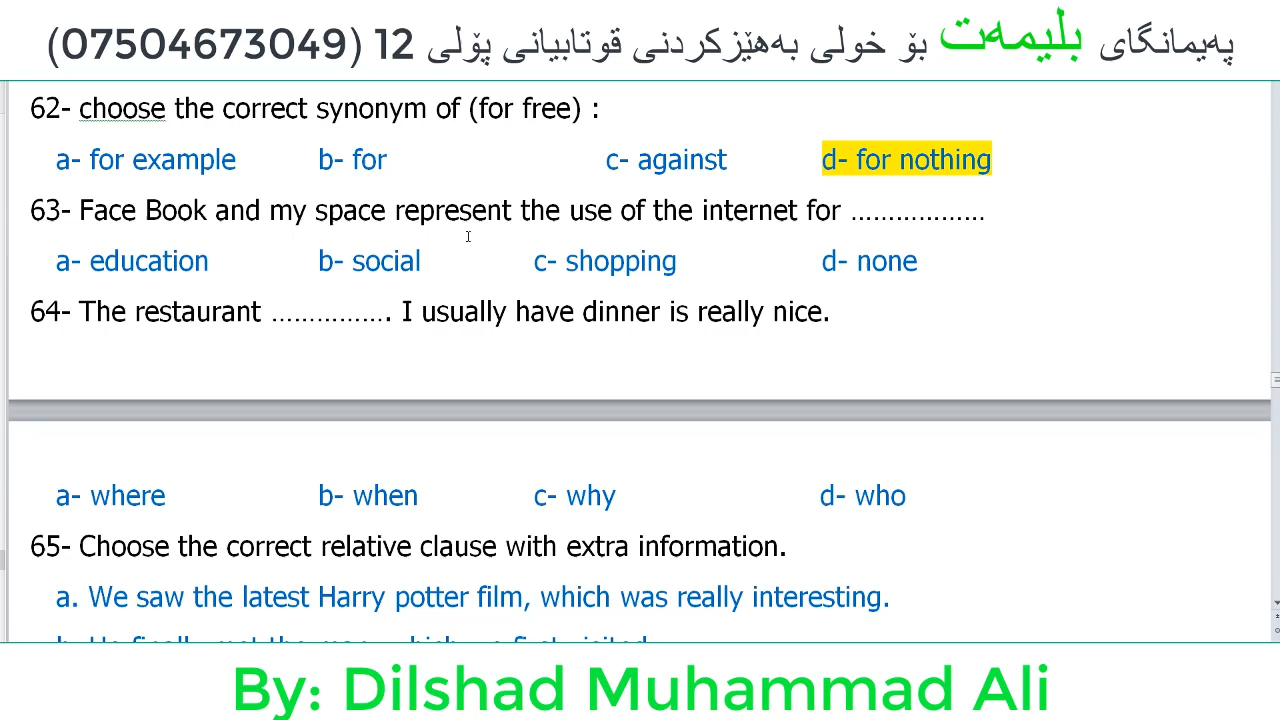 پەیمانگای بلیمەت بۆ خولی بەهێزکردنی قوتابیانی پۆلی 12 (07504673049)
62- choose the correct synonym of (for free) :
a- for example b- for c- against d- for nothing
63- Face Book and my space represent the use of the internet for ..................
a- education b- social c- shopping d- none
64- The restaurant ............... I usually have dinner is really nice.
a- where b- when c- why d- who
65- Choose the correct relative clause with extra information.
a. We saw the latest Harry potter film, which was really interesting.
By: Dilshad Muhammad Ali